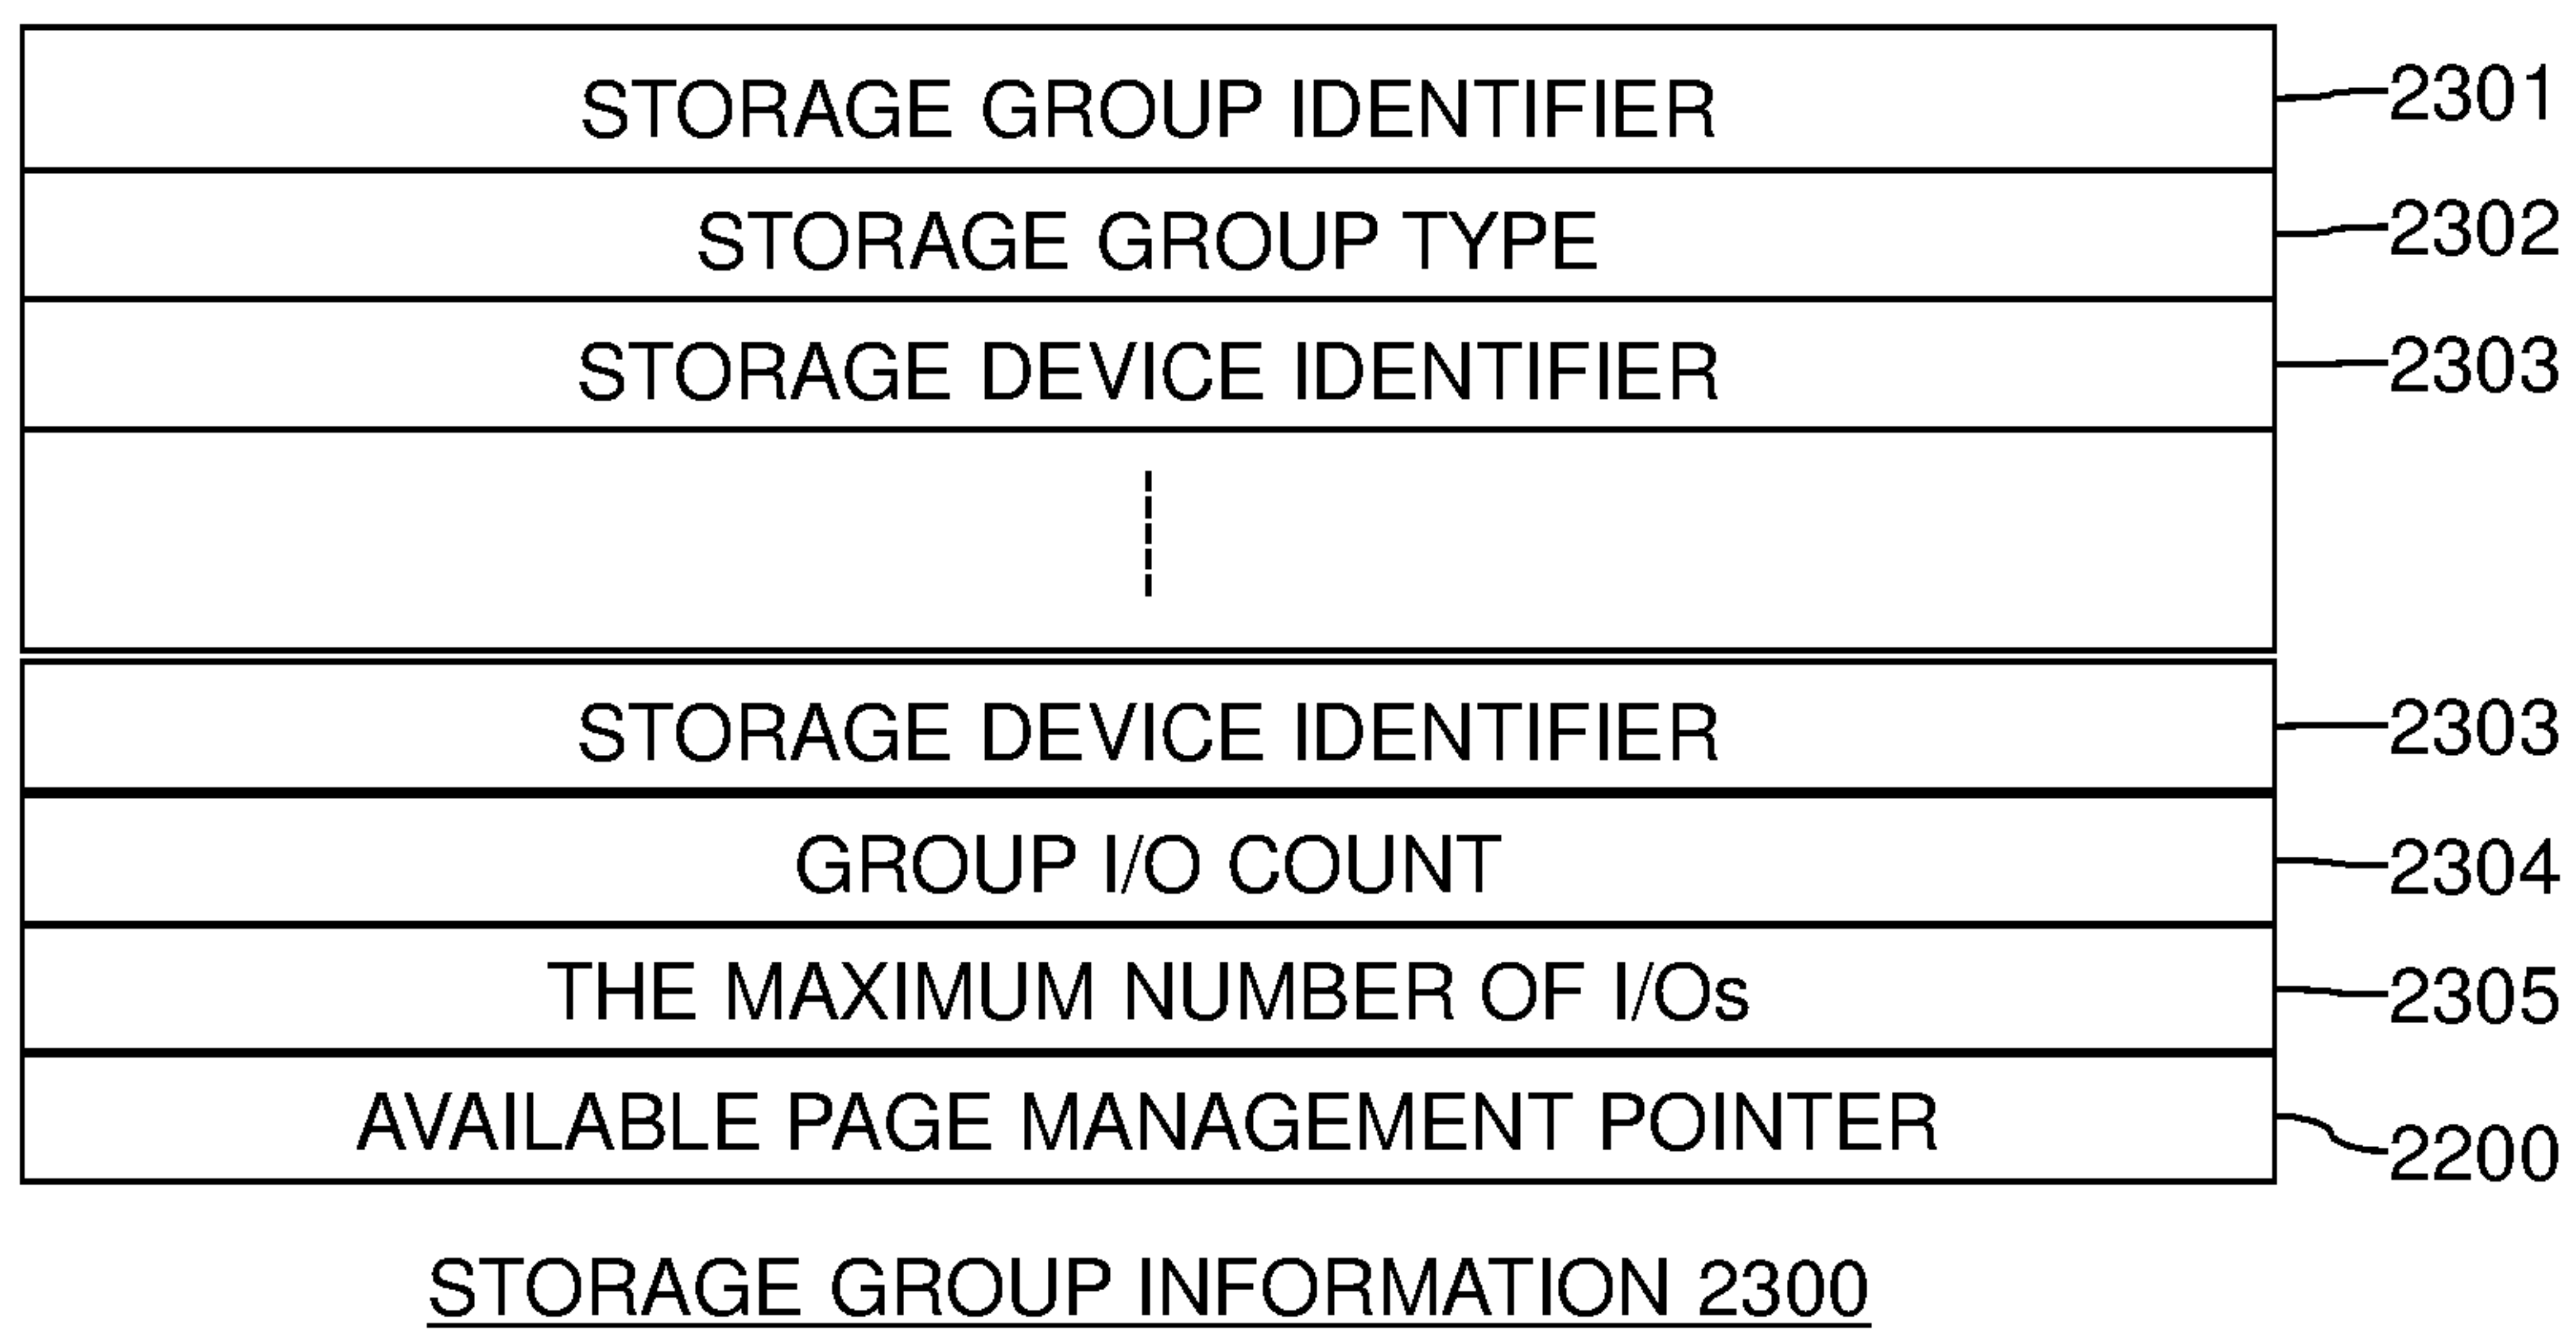 STORAGE GROUP IDENTIFIER 2301
STORAGE GROUP TYPE 2302
STORAGE DEVICE IDENTIFIER 2303
STORAGE DEVICE IDENTIFIER 2303
GROUP I/O COUNT 2304
THE MAXIMUM NUMBER OF I/Os 2305
AVAILABLE PAGE MANAGEMENT POINTER 2200
STORAGE GROUP INFORMATION 2300